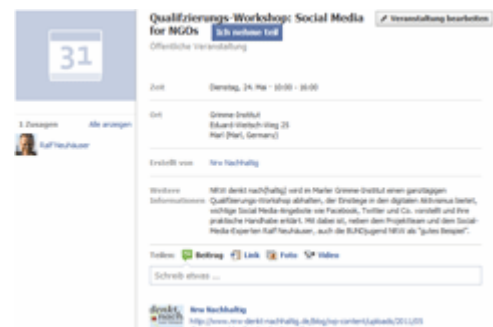 31
Qualifzierungs-Workshop: Social Media
for NGOs
Ich nehme teil
Veranstaltung bearbeiten
Öffentliche Veranstaltung
Zeit
Dienstag, 24. Mai · 10:00 - 16:00
Ort
Grimme Institut
Eduard-Weitsch-Weg 25
Marl (Marl, Germany)
1 Zusagen
Alle anzeigen
Ralf Neuhäuser
Erstellt von
Nrw Nachhaltig
Weitere
Informationen
NRW denkt nach(haltig) wird in Marler Grimme-Institut einen ganztägigen
Qualifizerungs-Workshop abhalten, der Einstiege in den digitalen Aktivismus bietet,
wichtige Social Media-Angebote wie Facebook, Twitter und Co. vorstellt und ihre
praktische Handhabe erklärt. Mit dabei ist, neben dem Projektteam und dem Social-
Media-Experten Ralf Neuhäuser, auch die BUNDjugend NRW als "gutes Beispiel".
Teilen:
Beitrag
Link
Foto
Video
Schreib etwas ...
denkt
nach
Nrw Nachhaltig
http://www.nrw-denkt-nachhaltig.de/blog/wp-content/uploads/2011/05